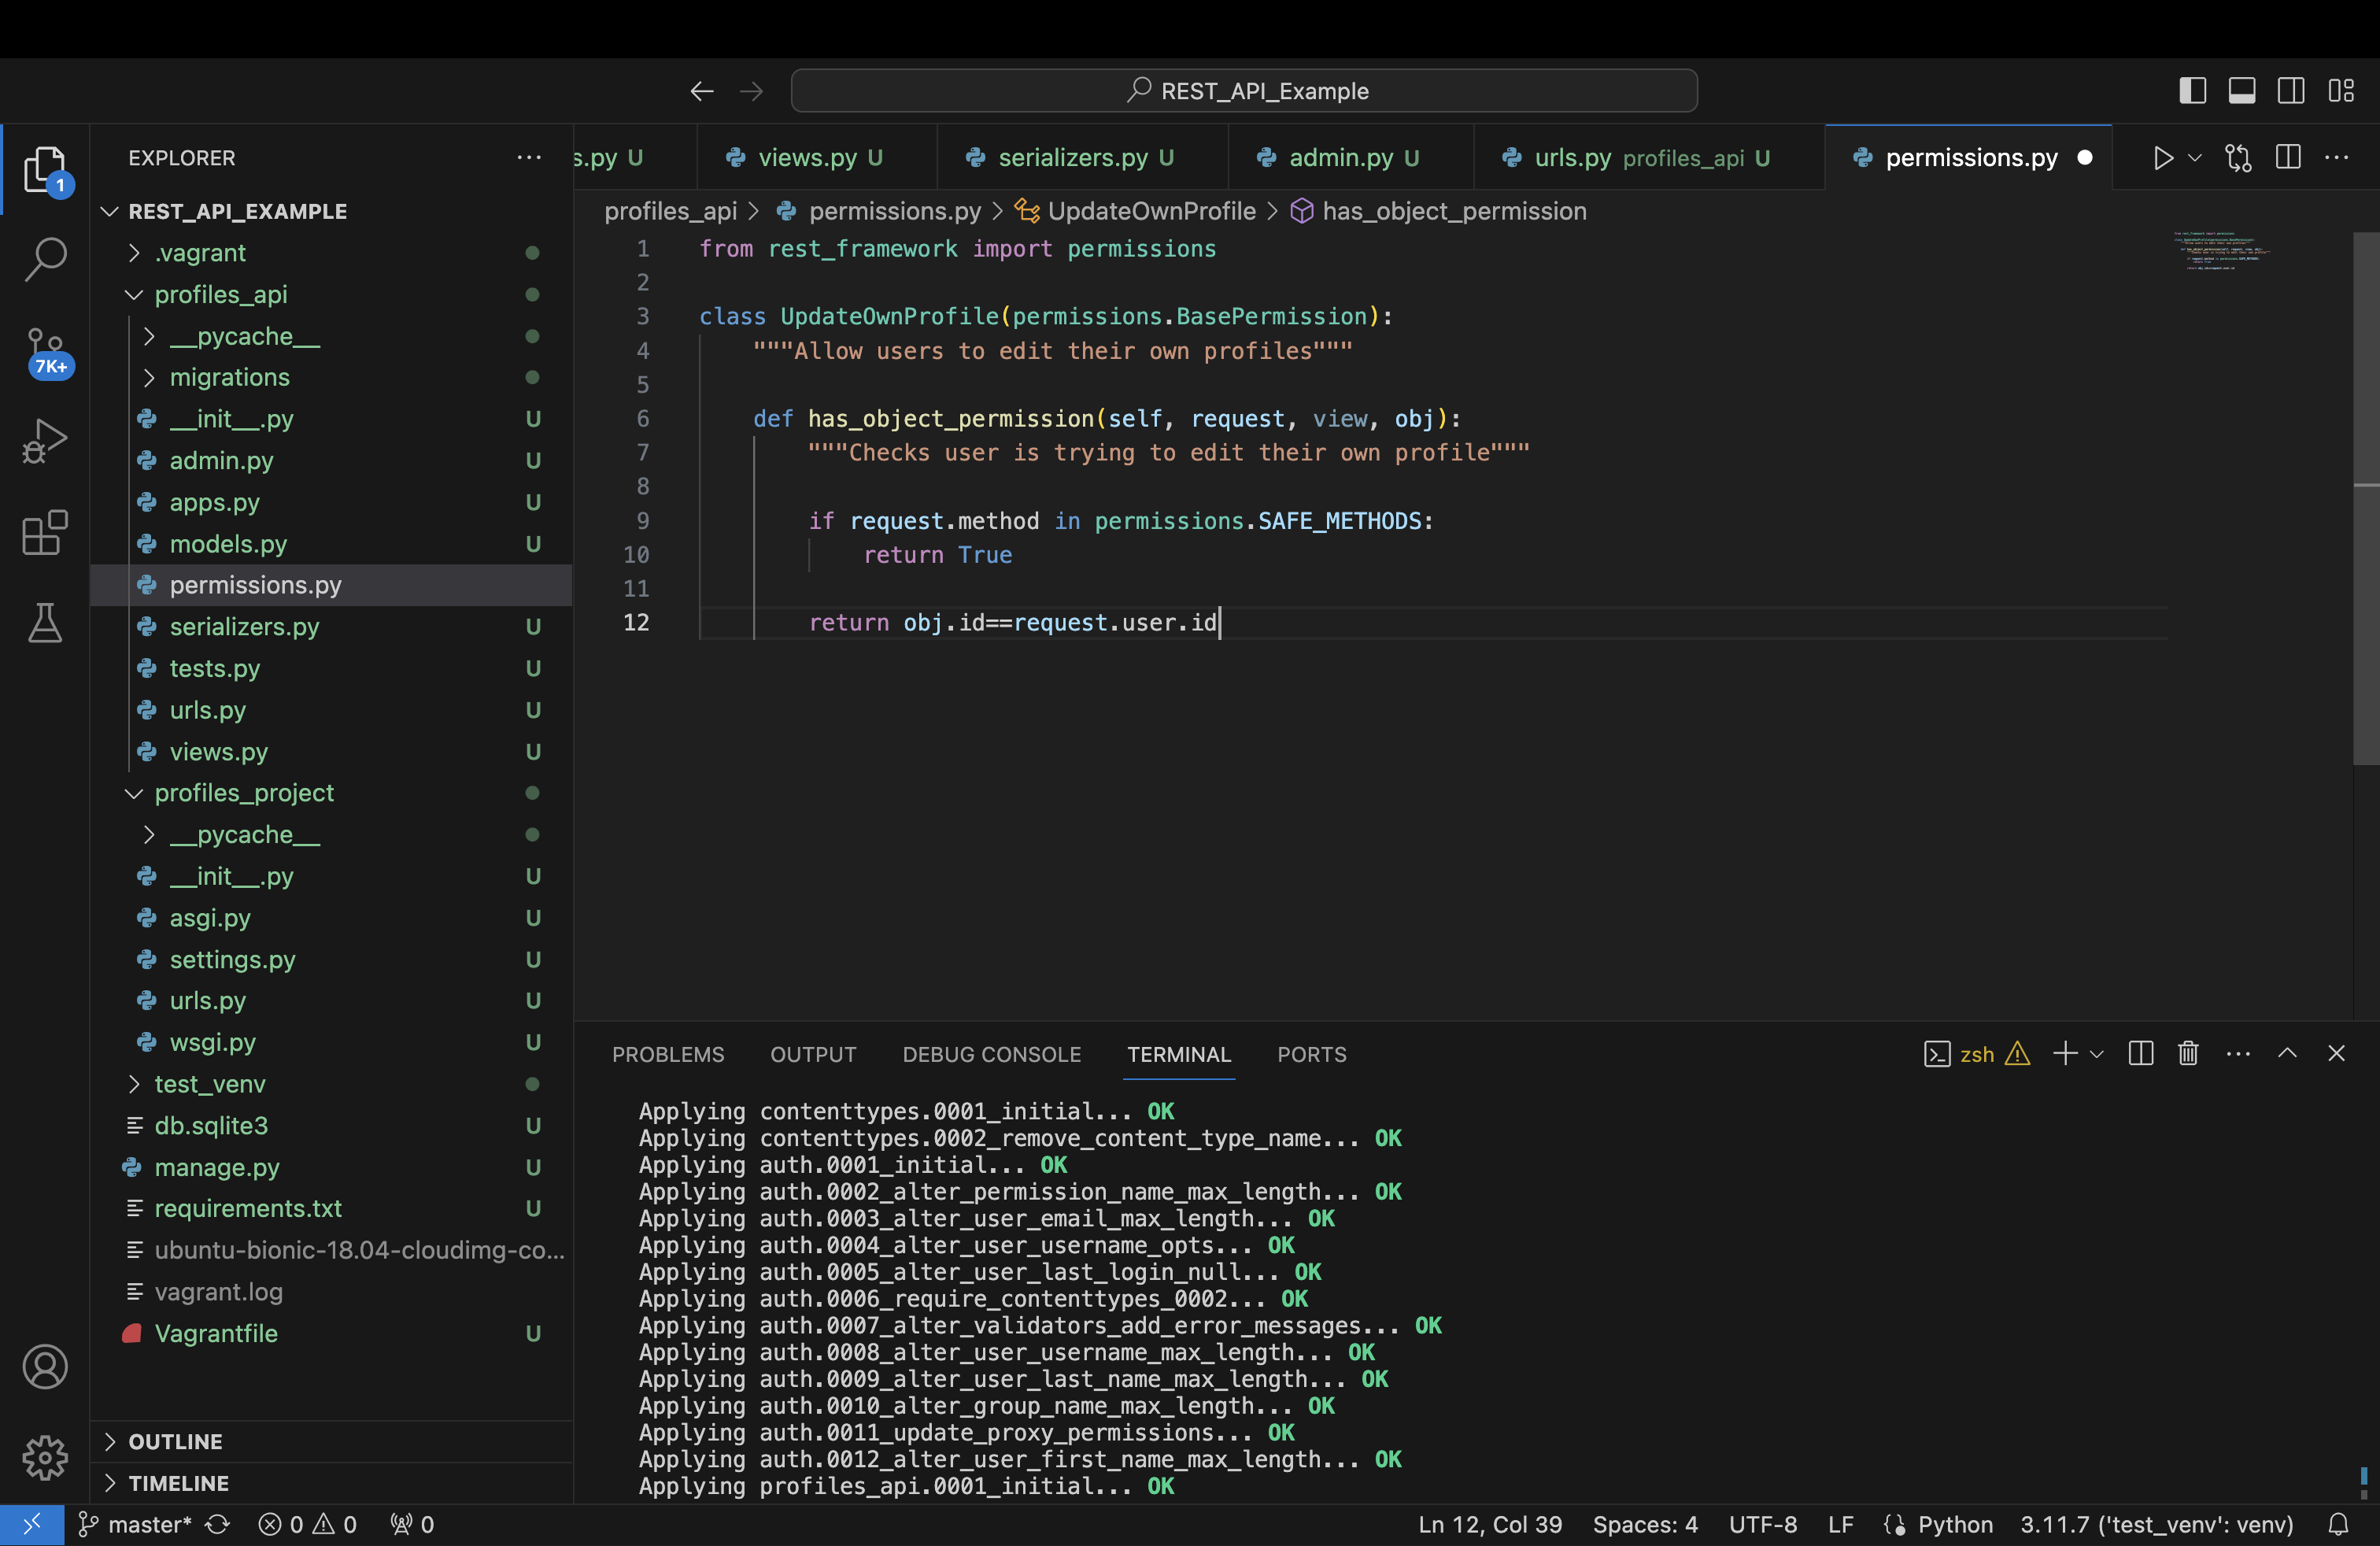 REST_API_Example
EXPLORER
s.py U
views.py U
serializers.py U
admin.py U
urls.py profiles_api U
permissions.py
1
7K+
REST_API_EXAMPLE
.vagrant
profiles_api
__pycache__
migrations
__init__.py U
admin.py U
apps.py U
models.py U
permissions.py
serializers.py U
tests.py U
urls.py U
views.py U
profiles_project
__pycache__
__init__.py U
asgi.py U
settings.py U
urls.py U
wsgi.py U
test_venv
db.sqlite3 U
manage.py U
requirements.txt U
ubuntu-bionic-18.04-cloudimg-co...
vagrant.log
Vagrantfile U
OUTLINE
TIMELINE
profiles_api > permissions.py > UpdateOwnProfile > has_object_permission
1 from rest_framework import permissions
2
3 class UpdateOwnProfile(permissions.BasePermission):
4 """Allow users to edit their own profiles"""
5
6 def has_object_permission(self, request, view, obj):
7 """Checks user is trying to edit their own profile"""
8
9 if request.method in permissions.SAFE_METHODS:
10 return True
11
12 return obj.id==request.user.id
PROBLEMS OUTPUT DEBUG CONSOLE TERMINAL PORTS
zsh
Applying contenttypes.0001_initial... OK
Applying contenttypes.0002_remove_content_type_name... OK
Applying auth.0001_initial... OK
Applying auth.0002_alter_permission_name_max_length... OK
Applying auth.0003_alter_user_email_max_length... OK
Applying auth.0004_alter_user_username_opts... OK
Applying auth.0005_alter_user_last_login_null... OK
Applying auth.0006_require_contenttypes_0002... OK
Applying auth.0007_alter_validators_add_error_messages... OK
Applying auth.0008_alter_user_username_max_length... OK
Applying auth.0009_alter_user_last_name_max_length... OK
Applying auth.0010_alter_group_name_max_length... OK
Applying auth.0011_update_proxy_permissions... OK
Applying auth.0012_alter_user_first_name_max_length... OK
Applying profiles_api.0001_initial... OK
master* 0 0 0
Ln 12, Col 39 Spaces: 4 UTF-8 LF Python 3.11.7 ('test_venv': venv)